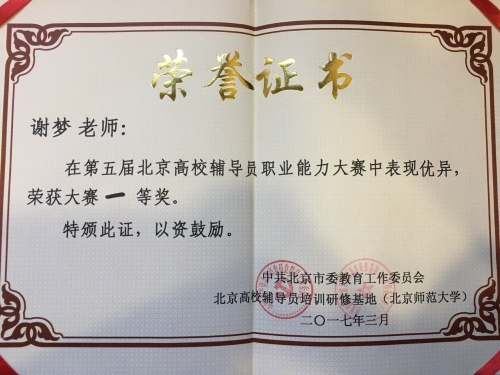 荣誉证书
谢梦 老师：
在第五届北京高校辅导员职业能力大赛中表现优异，
荣获大赛 一 等奖。
特颁此证，以资鼓励。
中共北京市委教育工作委员会
北京高校辅导员培训研修基地（北京师范大学）
二〇一七年三月